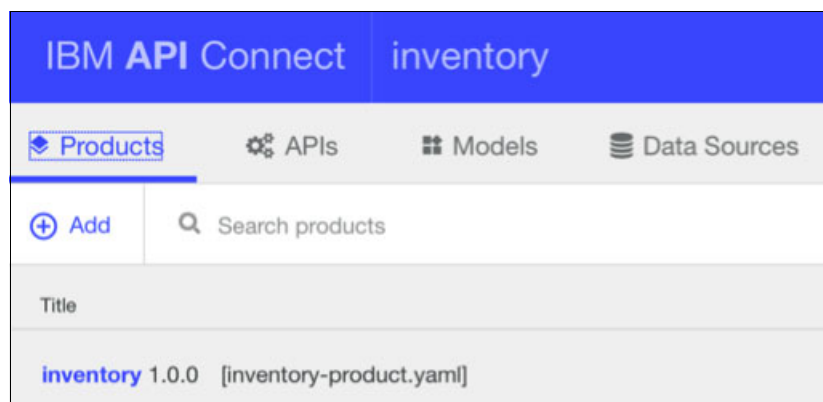 IBM API Connect inventory
Products APIs Models Data Sources
Add Search products
Title
inventory 1.0.0 [inventory-product.yaml]